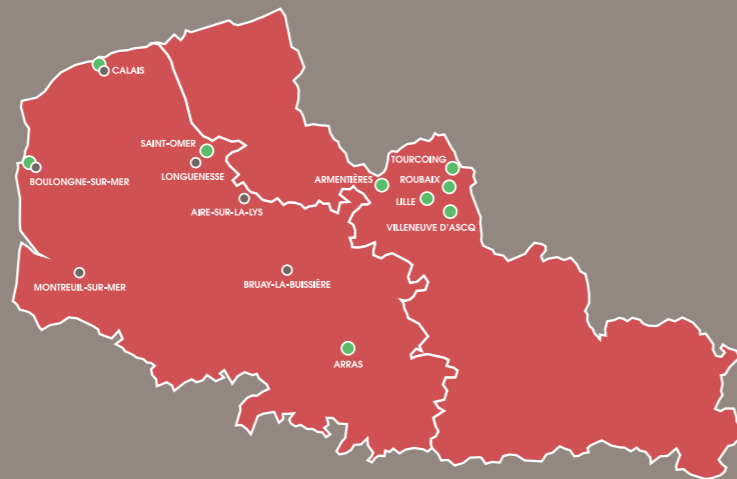 CALAIS
SAINT-OMER
TOURCOING
LONGUENESSE
ARMENTIÈRES
ROUBAIX
BOULONGNE-SUR-MER
LILLE
AIRE-SUR-LA-LYS
VILLENEUVE D'ASCQ
MONTREUIL-SUR-MER
BRUAY-LA-BUISSIÈRE
ARRAS